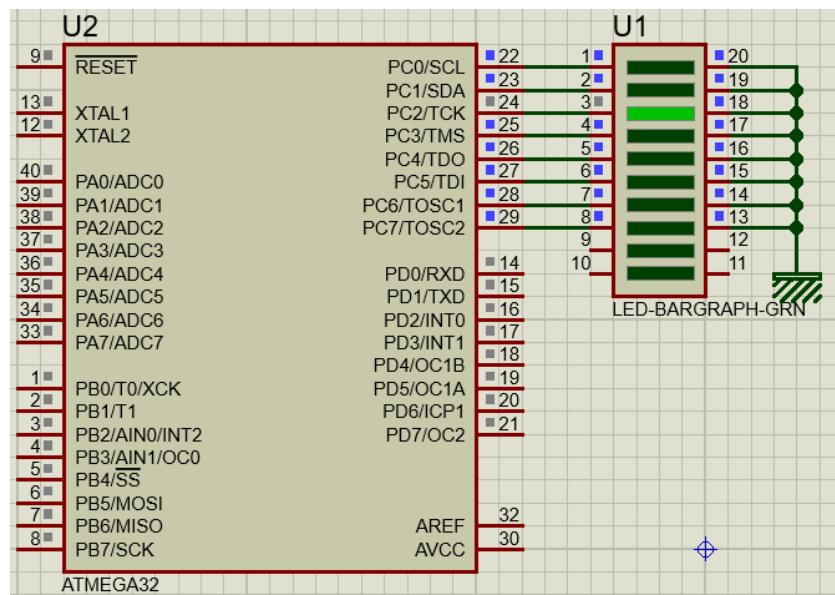 U2
U1
9
RESET
13
XTAL1
12
XTAL2
40
PA0/ADC0
39
PA1/ADC1
38
PA2/ADC2
37
PA3/ADC3
36
PA4/ADC4
35
PA5/ADC5
34
PA6/ADC6
33
PA7/ADC7
1
PB0/T0/XCK
2
PB1/T1
3
PB2/AIN0/INT2
4
PB3/AIN1/OC0
5
PB4/SS
6
PB5/MOSI
7
PB6/MISO
8
PB7/SCK
PC0/SCL
22
PC1/SDA
23
PC2/TCK
24
PC3/TMS
25
PC4/TDO
26
PC5/TDI
27
PC6/TOSC1
28
PC7/TOSC2
29
PD0/RXD
14
PD1/TXD
15
PD2/INT0
16
PD3/INT1
17
PD4/OC1B
18
PD5/OC1A
19
PD6/ICP1
20
PD7/OC2
21
AREF
32
AVCC
30
ATMEGA32
1
20
2
19
3
18
4
17
5
16
6
15
7
14
8
13
9
12
10
11
LED-BARGRAPH-GRN